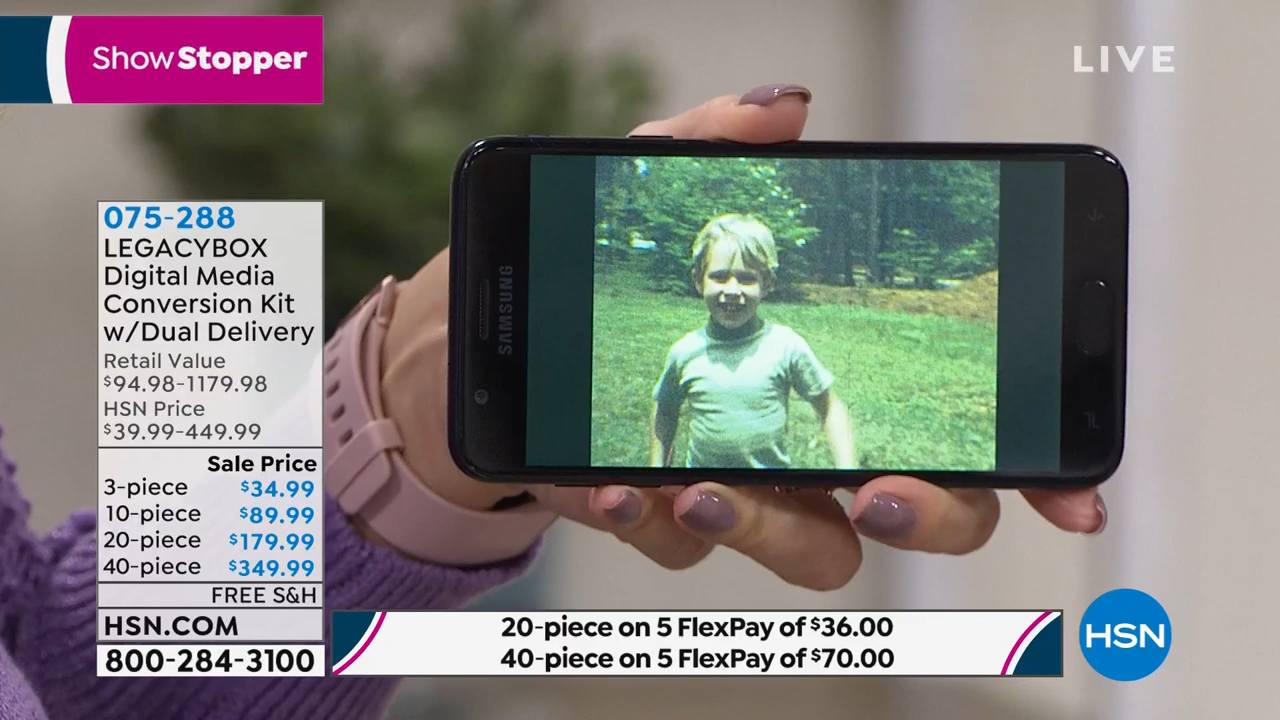 ShowStopper
LIVE
075-288
LEGACYBOX
Digital Media
Conversion Kit
w/Dual Delivery
Retail Value
$94.98-1179.98
HSN Price
$39.99-449.99
Sale Price
3-piece $34.99
10-piece $89.99
20-piece $179.99
40-piece $349.99
FREE S&H
HSN.COM
800-284-3100
SAMSUNG
20-piece on 5 FlexPay of $36.00
40-piece on 5 FlexPay of $70.00
HSN